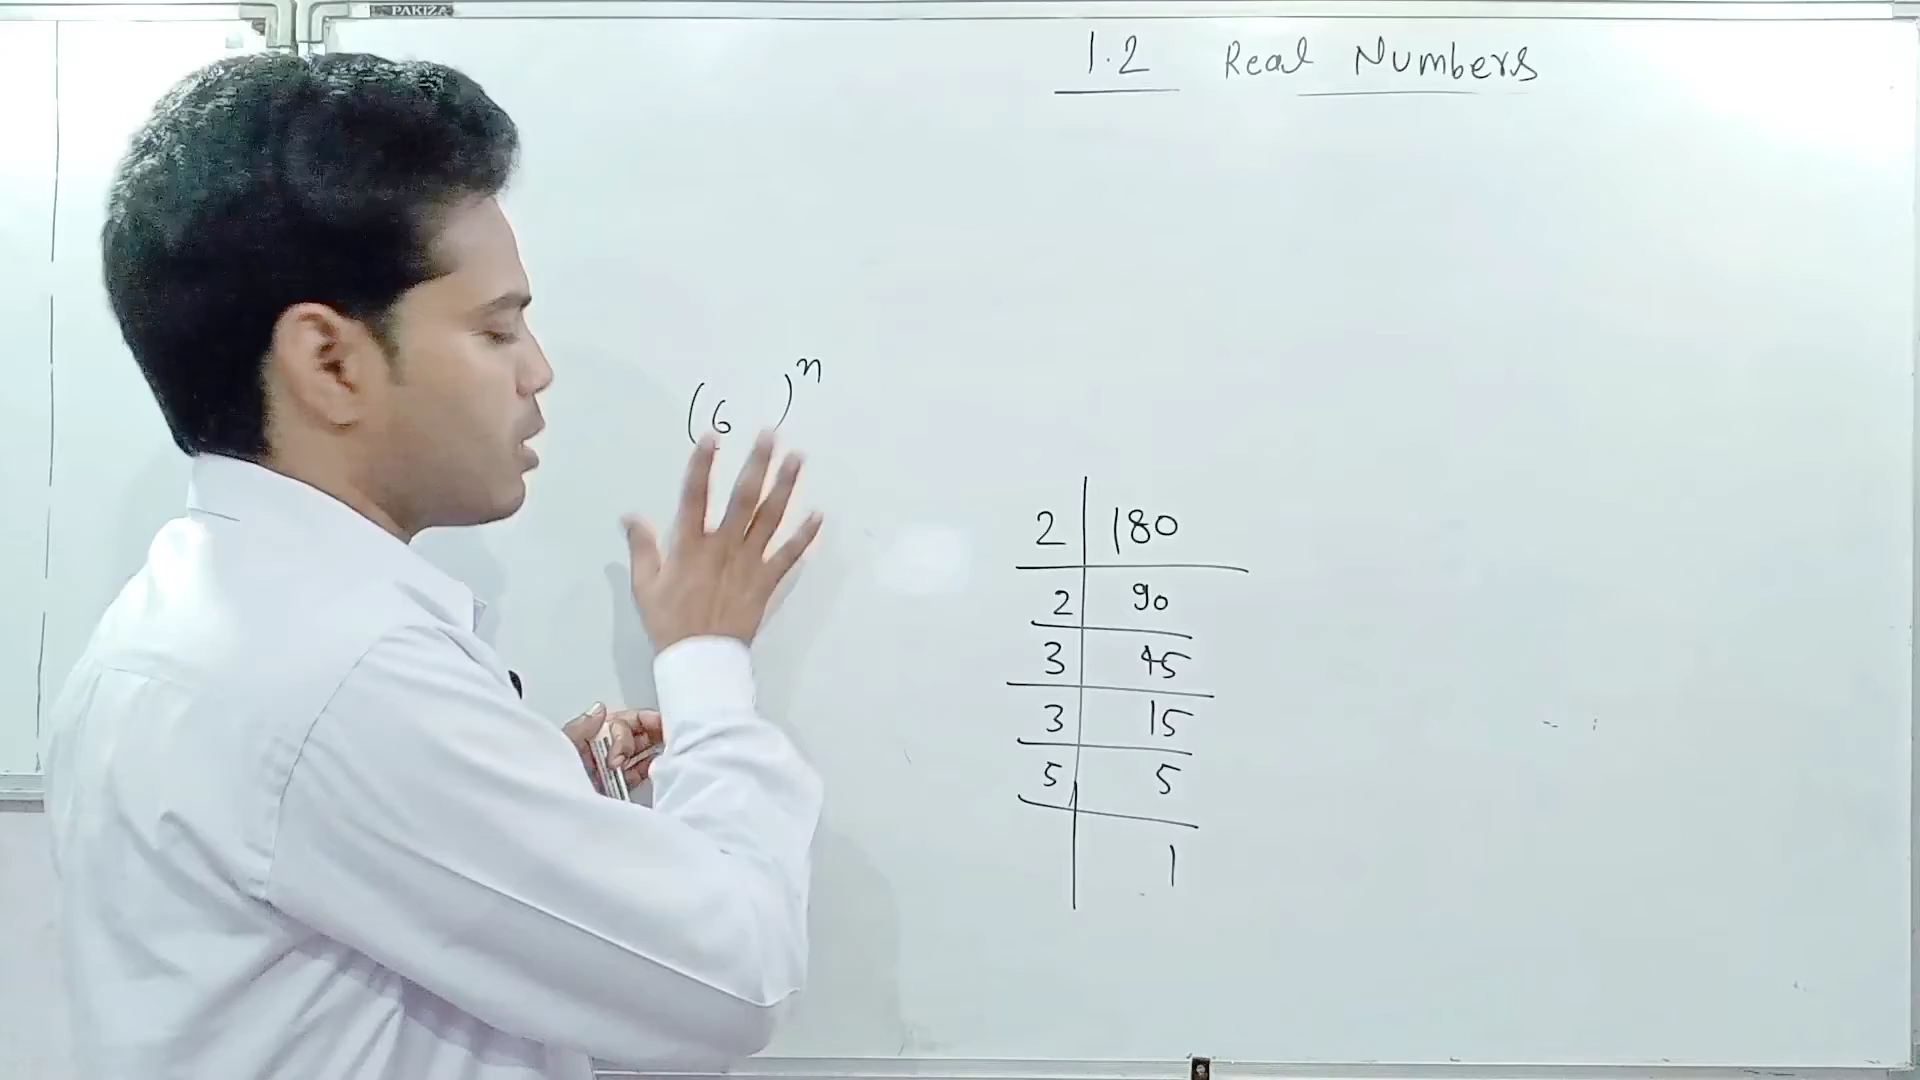 PAKIZA
1.2 Real Numbers
(6 )ⁿ
2 | 180
2 | 90
3 | 45
3 | 15
5 | 5
| 1